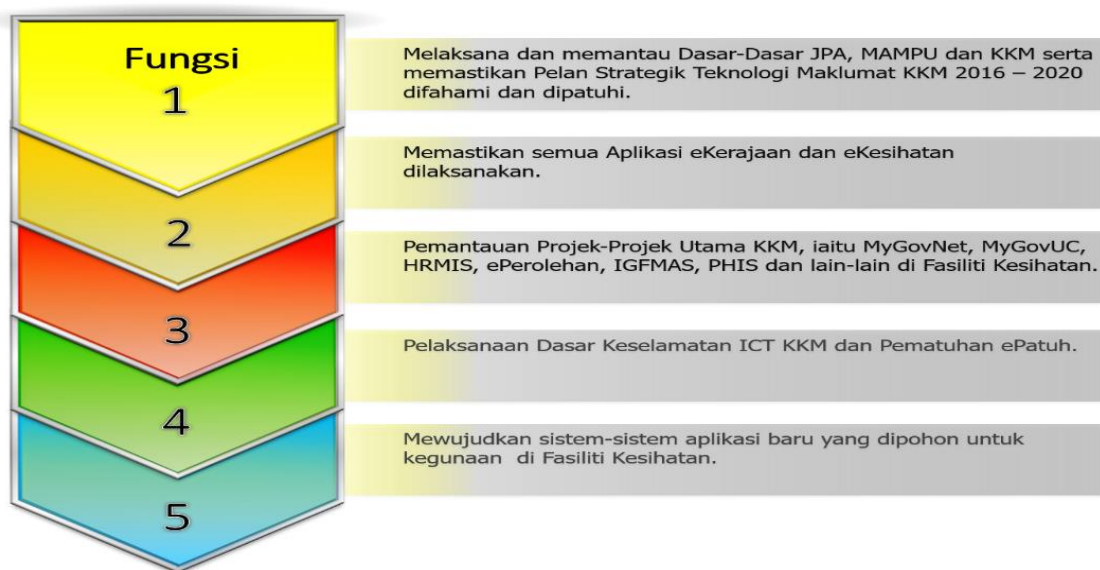 Fungsi
1
Melaksana dan memantau Dasar-Dasar JPA, MAMPU dan KKM serta
memastikan Pelan Strategik Teknologi Maklumat KKM 2016 – 2020
difahami dan dipatuhi.
2
Memastikan semua Aplikasi eKerajaan dan eKesihatan
dilaksanakan.
3
Pemantauan Projek-Projek Utama KKM, iaitu MyGovNet, MyGovUC,
HRMIS, ePerolehan, IGFMAS, PHIS dan lain-lain di Fasiliti Kesihatan.
4
Pelaksanaan Dasar Keselamatan ICT KKM dan Pematuhan ePatuh.
5
Mewujudkan sistem-sistem aplikasi baru yang dipohon untuk
kegunaan di Fasiliti Kesihatan.